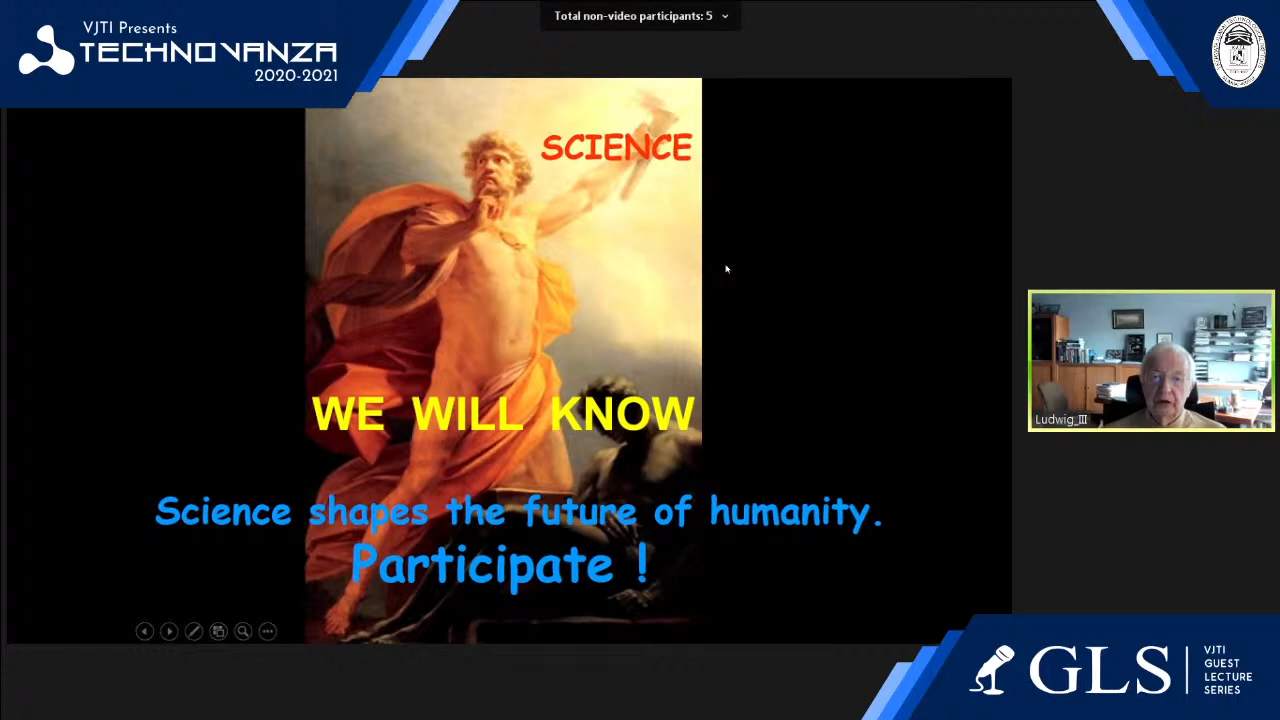 Total non-video participants: 5
VJTI Presents
TECHNOVANZA
2020-2021
SCIENCE
WE WILL KNOW
Science shapes the future of humanity.
Participate !
Ludwig_III
GLS
VJTI
GUEST
LECTURE
SERIES